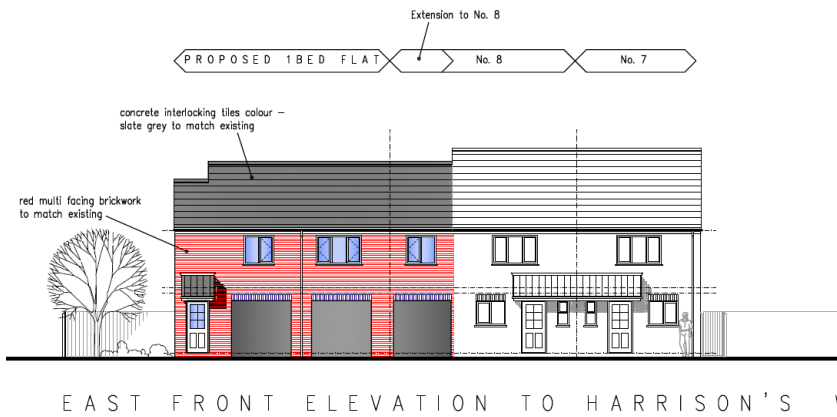 Extension to No. 8
PROPOSED 1BED FLAT
No. 8
No. 7
concrete interlocking tiles colour –
slate grey to match existing
red multi facing brickwork
to match existing
EAST FRONT ELEVATION TO HARRISON'S